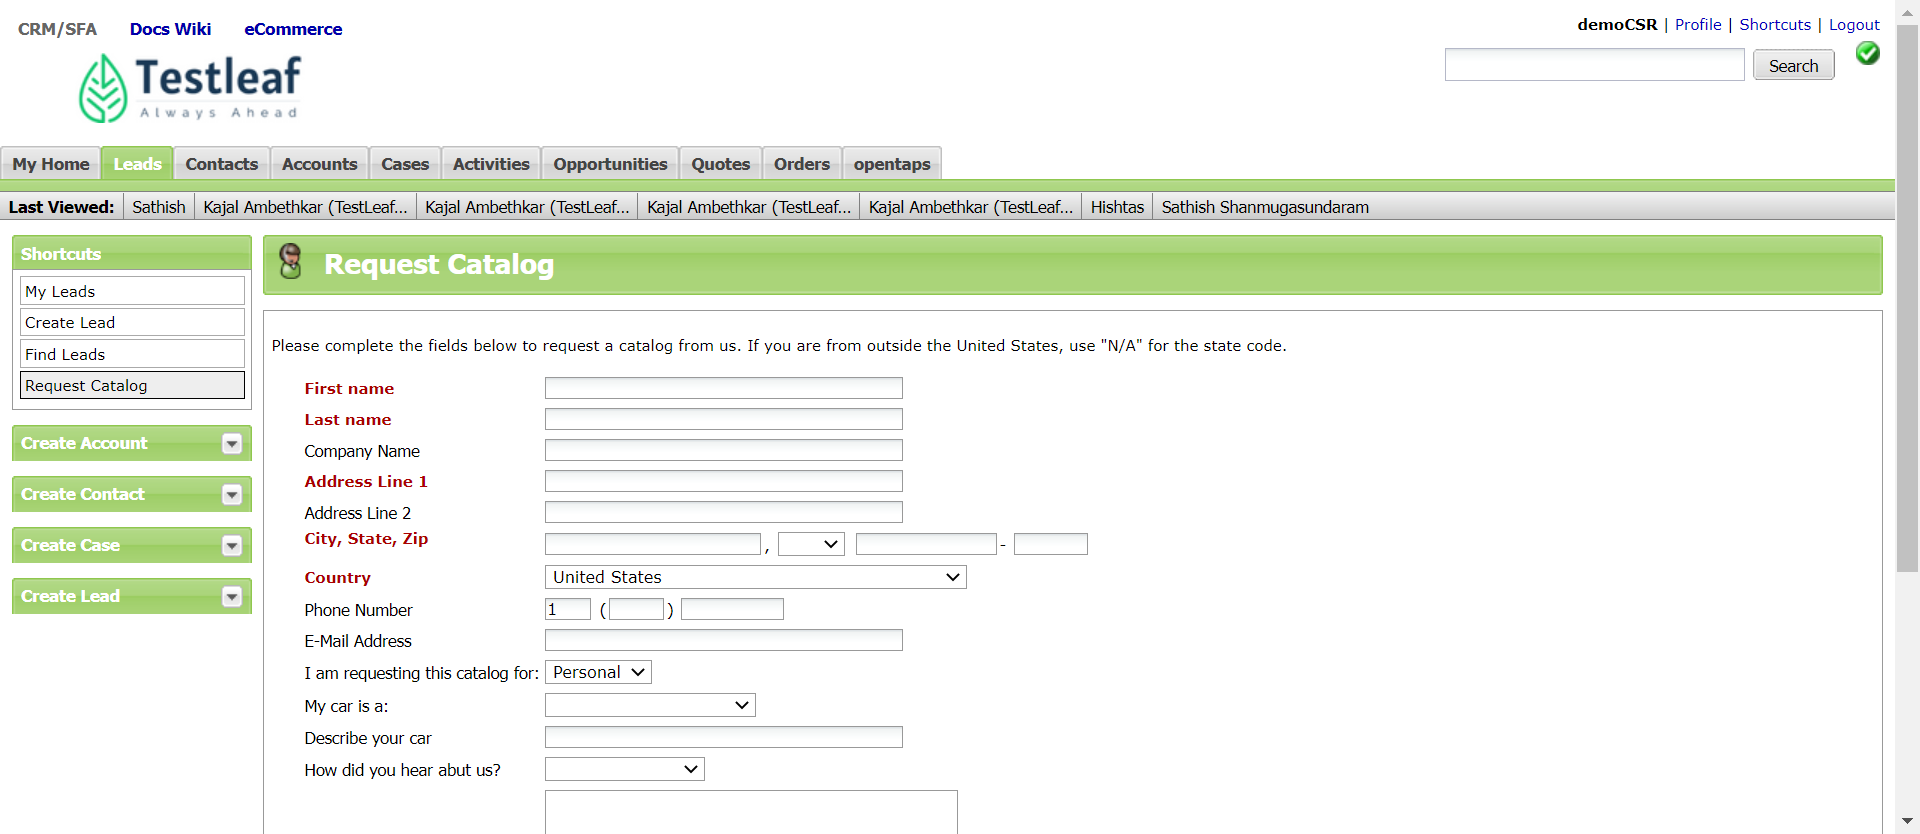 CRM/SFA Docs Wiki eCommerce
demoCSR | Profile | Shortcuts | Logout
Testleaf
Always Ahead
Search
My Home Leads Contacts Accounts Cases Activities Opportunities Quotes Orders opentaps
Last Viewed: Sathish Kajal Ambethkar (TestLeaf... Kajal Ambethkar (TestLeaf... Kajal Ambethkar (TestLeaf... Kajal Ambethkar (TestLeaf... Hishtas Sathish Shanmugasundaram
Shortcuts
My Leads
Create Lead
Find Leads
Request Catalog
Create Account
Create Contact
Create Case
Create Lead
Request Catalog
Please complete the fields below to request a catalog from us. If you are from outside the United States, use "N/A" for the state code.
First name
Last name
Company Name
Address Line 1
Address Line 2
City, State, Zip , -
Country United States
Phone Number 1 ( )
E-Mail Address
I am requesting this catalog for: Personal
My car is a:
Describe your car
How did you hear abut us?